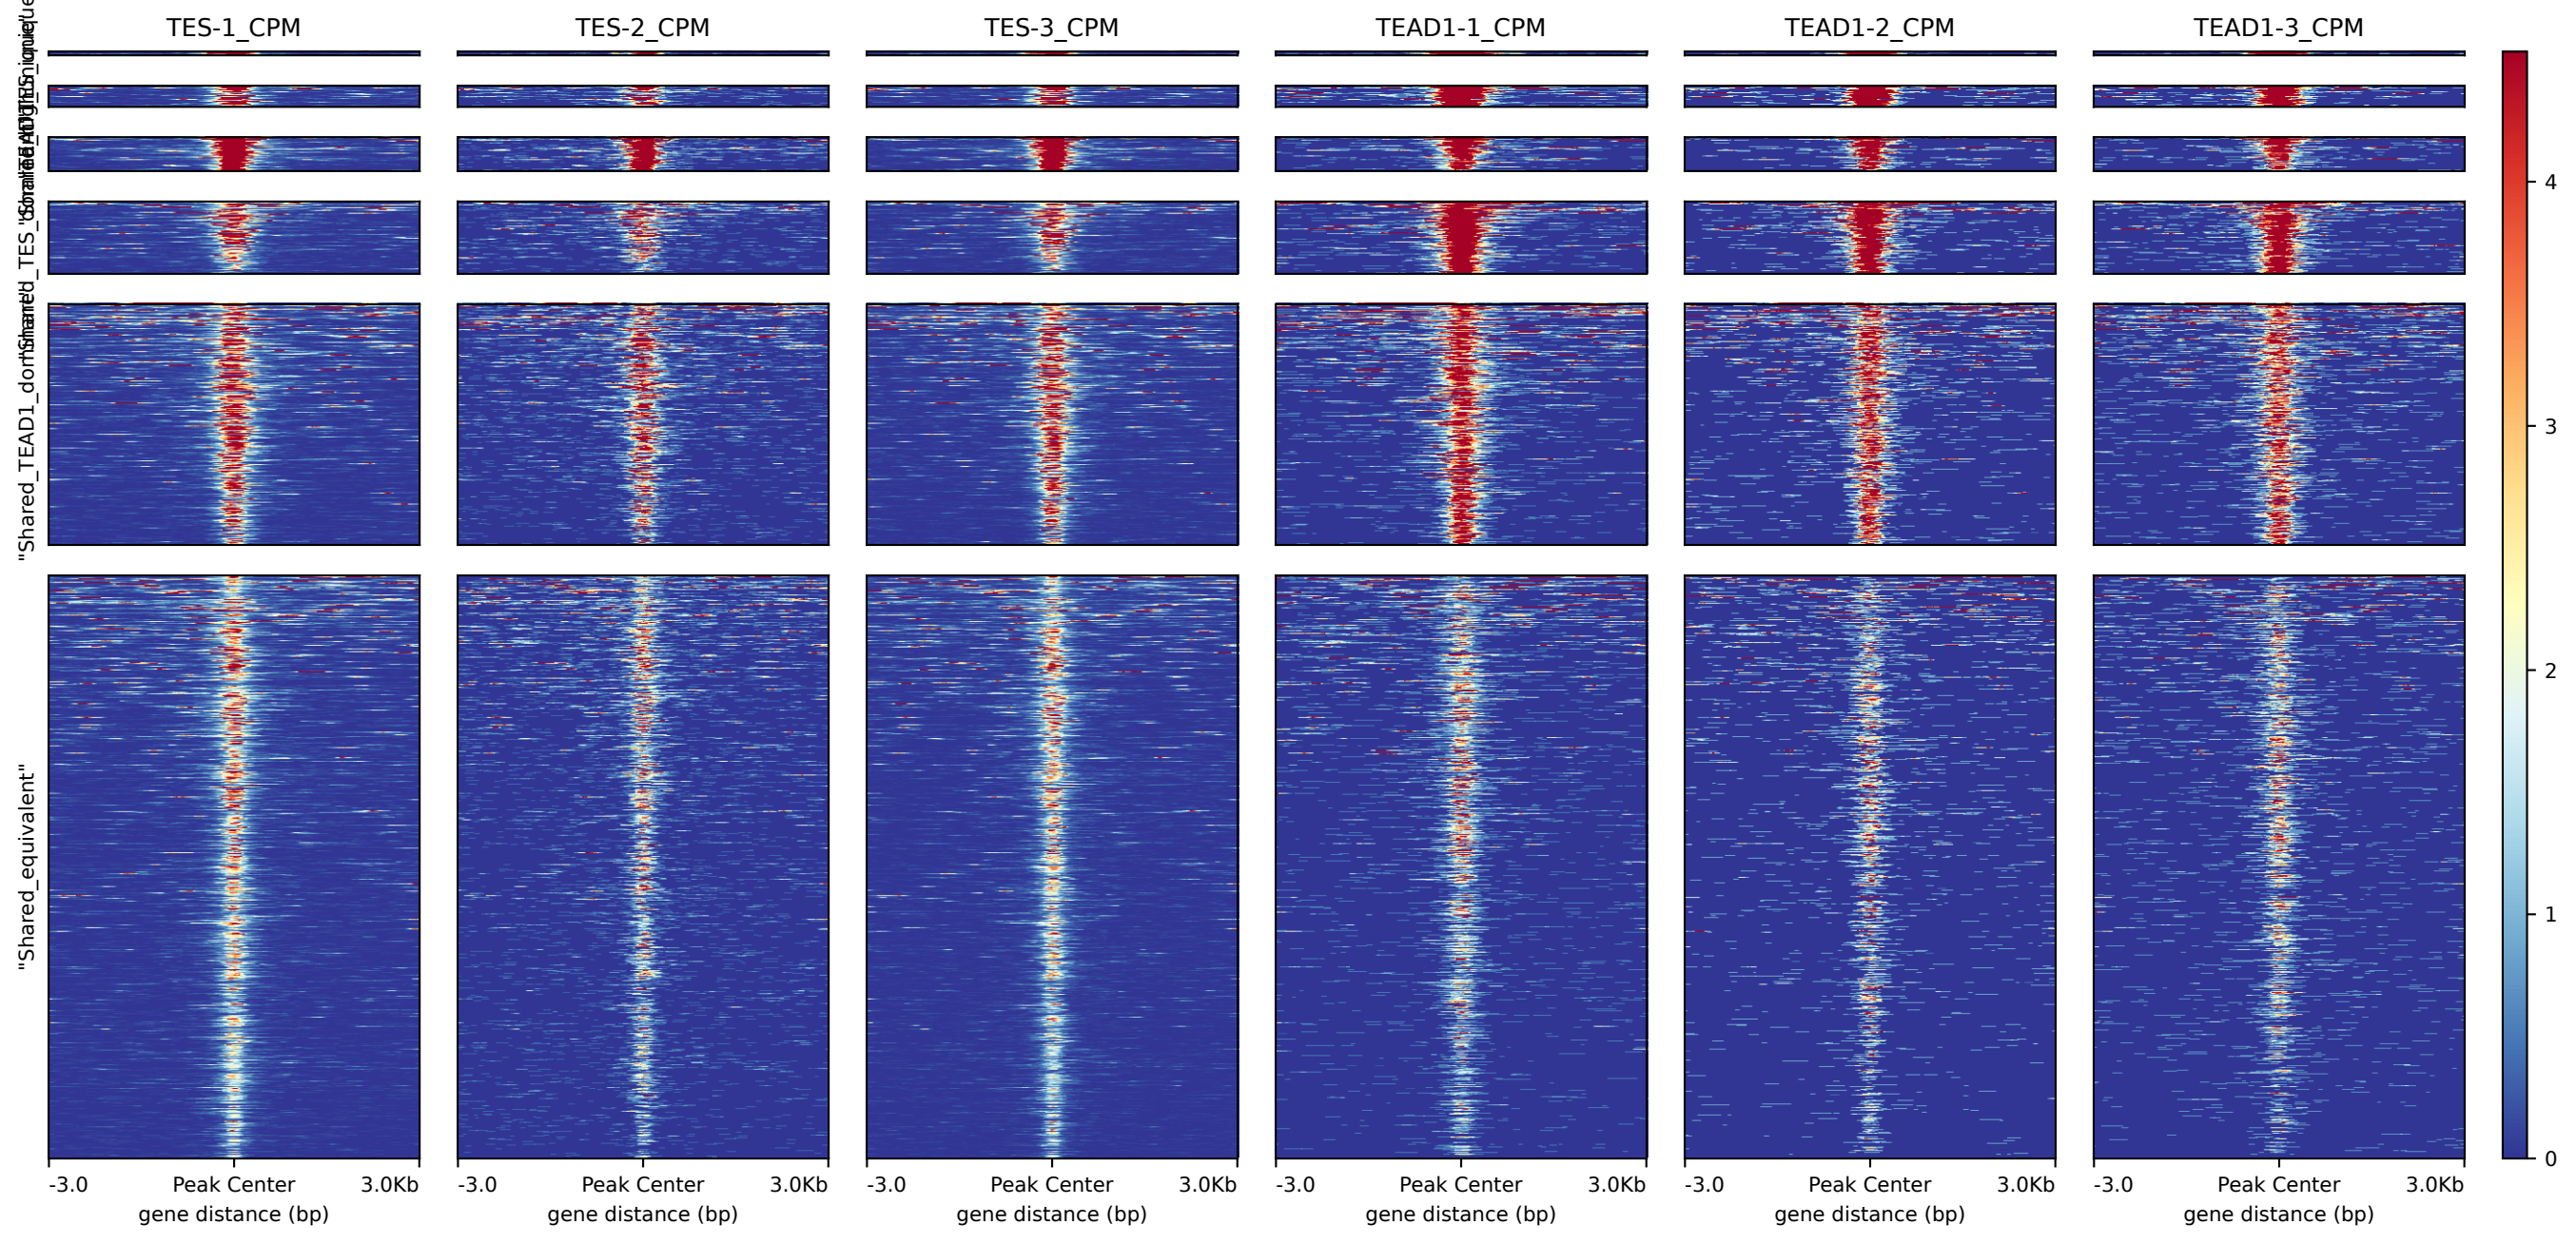 TES-1_CPM
TES-2_CPM
TES-3_CPM
TEAD1-1_CPM
TEAD1-2_CPM
TEAD1-3_CPM
"Shared_equivalent"
-3.0
Peak Center
3.0Kb
gene distance (bp)
-3.0
Peak Center
3.0Kb
gene distance (bp)
-3.0
Peak Center
3.0Kb
gene distance (bp)
-3.0
Peak Center
3.0Kb
gene distance (bp)
-3.0
Peak Center
3.0Kb
gene distance (bp)
-3.0
Peak Center
3.0Kb
gene distance (bp)
4
3
2
1
0